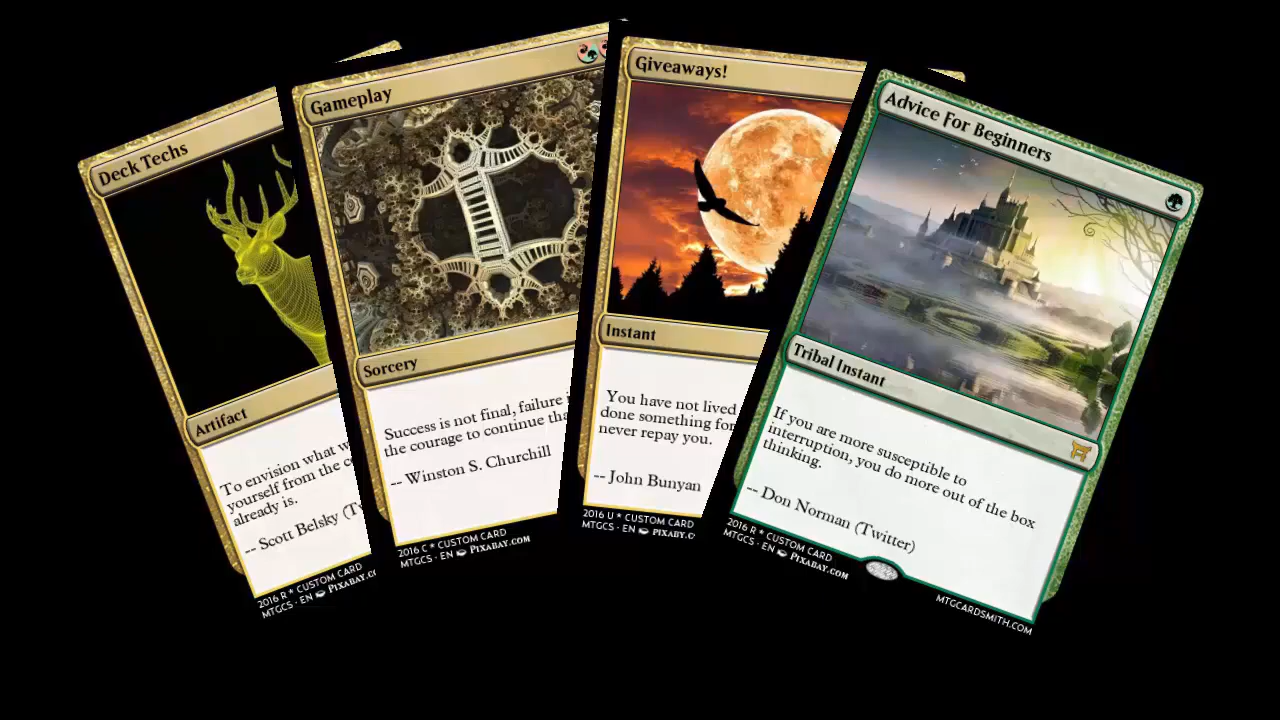 Deck Techs
Artifact
To envision what
yourself from the
already is.
-- Scott Belsky
2016 R * CUSTOM CARD
MTGCS · EN PIXABAY.
Gameplay
Sorcery
Success is not final, failure
the courage to continue
-- Winston S. Churchill
2016 C * CUSTOM CARD
MTGCS · EN PIXABAY.COM
Giveaways!
Instant
You have not lived
done something for
never repay you.
-- John Bunyan
2016 U * CUSTOM CARD
MTGCS · EN PIXABY.C
Advice For Beginners
Tribal Instant
If you are more susceptible to
interruption, you do more out of the box
thinking.
-- Don Norman (Twitter)
2016 R * CUSTOM CARD
MTGCS · EN PIXABAY.COM
MTGCARDSMITH.COM